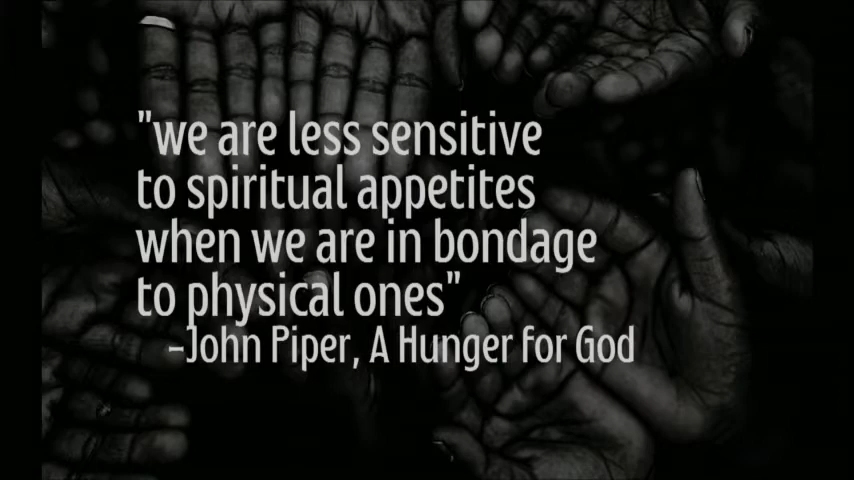 "we are less sensitive
to spiritual appetites
when we are in bondage
to physical ones"
-John Piper, A Hunger for God